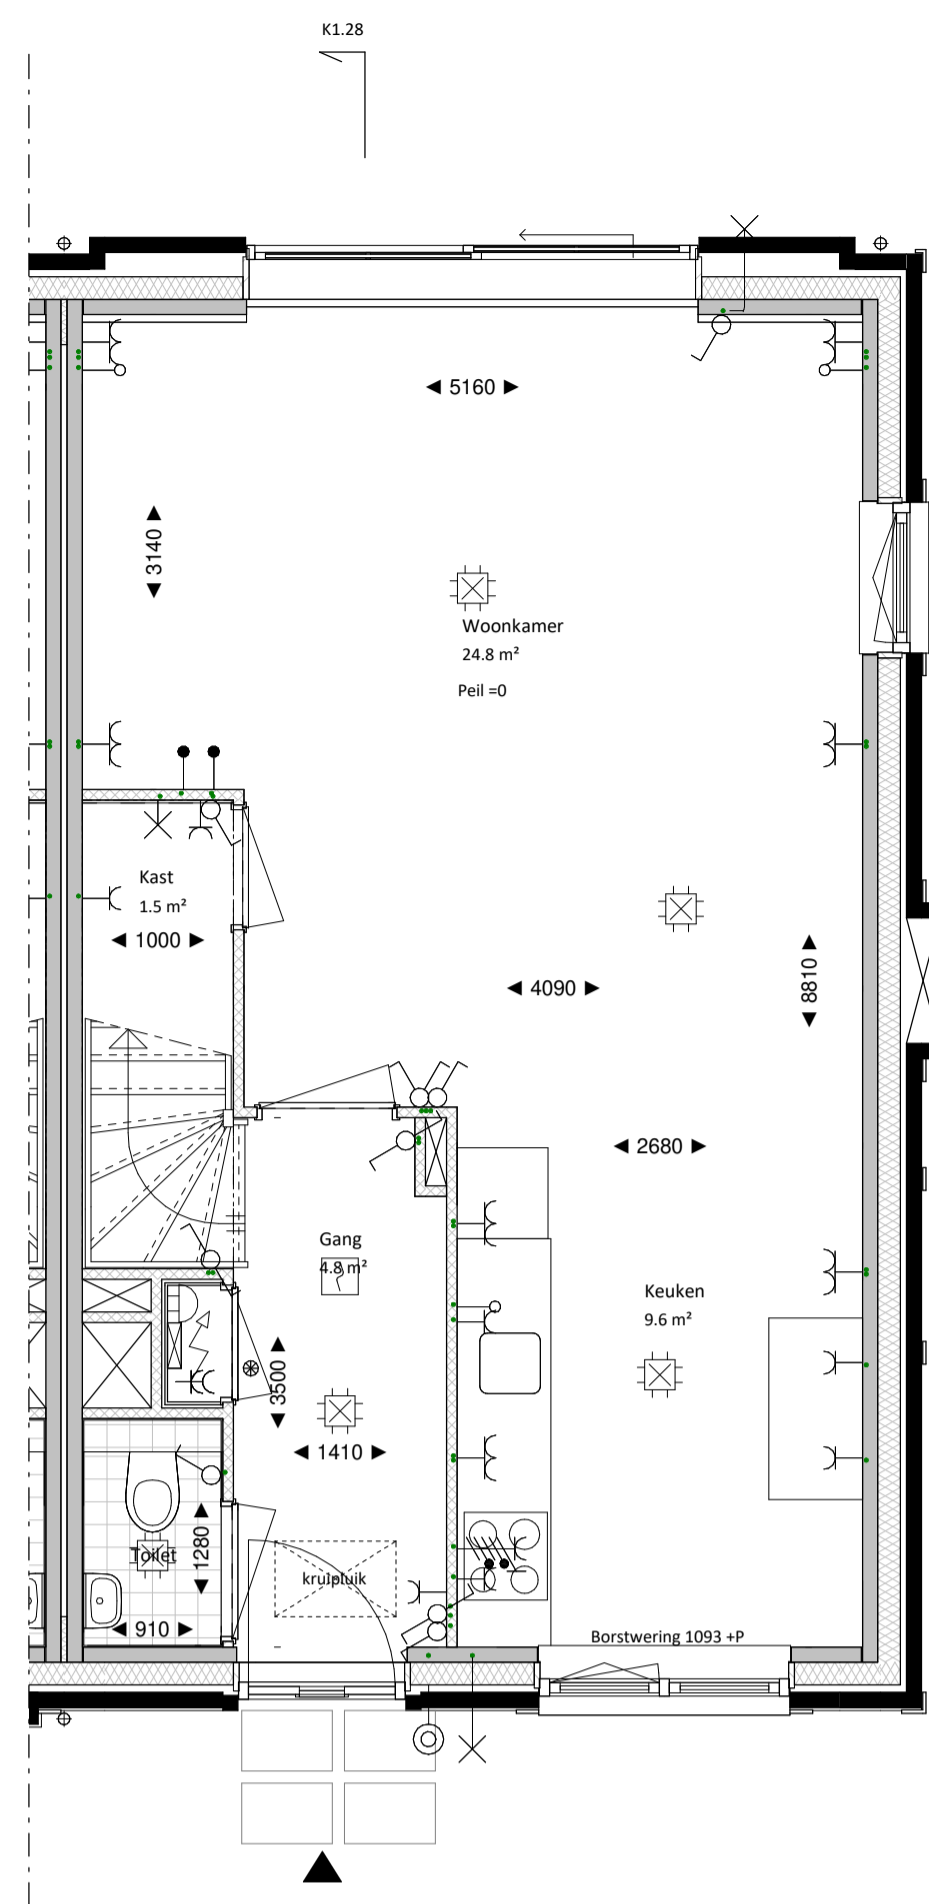 K1.28
5160
3140
Woonkamer
24.8 m²
Peil =0
Kast
1.5 m²
1000
4090
8810
2680
Gang
4.8 m²
Keuken
9.6 m²
3500
1410
Toilet
1280
kruipluik
910
Borstwering 1093 +P